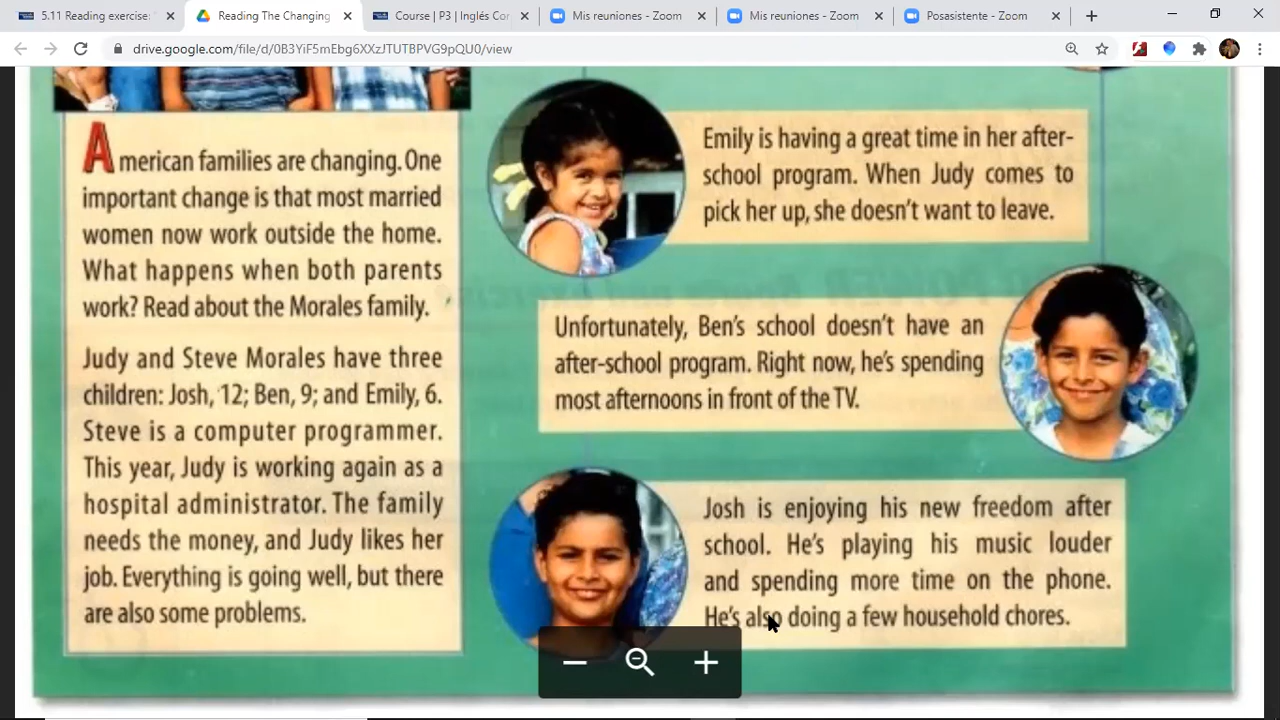 5.11 Reading exercise:
Reading The Changing
Course | P3 | Inglés Co
Mis reuniones - Zoom
Mis reuniones - Zoom
Posasistente - Zoom
drive.google.com/file/d/0B3YiF5mEbg6XXzJTUTBPVG9pQU0/view
American families are changing. One
important change is that most married
women now work outside the home.
What happens when both parents
work? Read about the Morales family.
Judy and Steve Morales have three
children: Josh, 12; Ben, 9; and Emily, 6.
Steve is a computer programmer.
This year, Judy is working again as a
hospital administrator. The family
needs the money, and Judy likes her
job. Everything is going well, but there
are also some problems.
Emily is having a great time in her after-
school program. When Judy comes to
pick her up, she doesn't want to leave.
Unfortunately, Ben's school doesn't have an
after-school program. Right now, he's spending
most afternoons in front of the TV.
Josh is enjoying his new freedom after
school. He's playing his music louder
and spending more time on the phone.
He's also doing a few household chores.